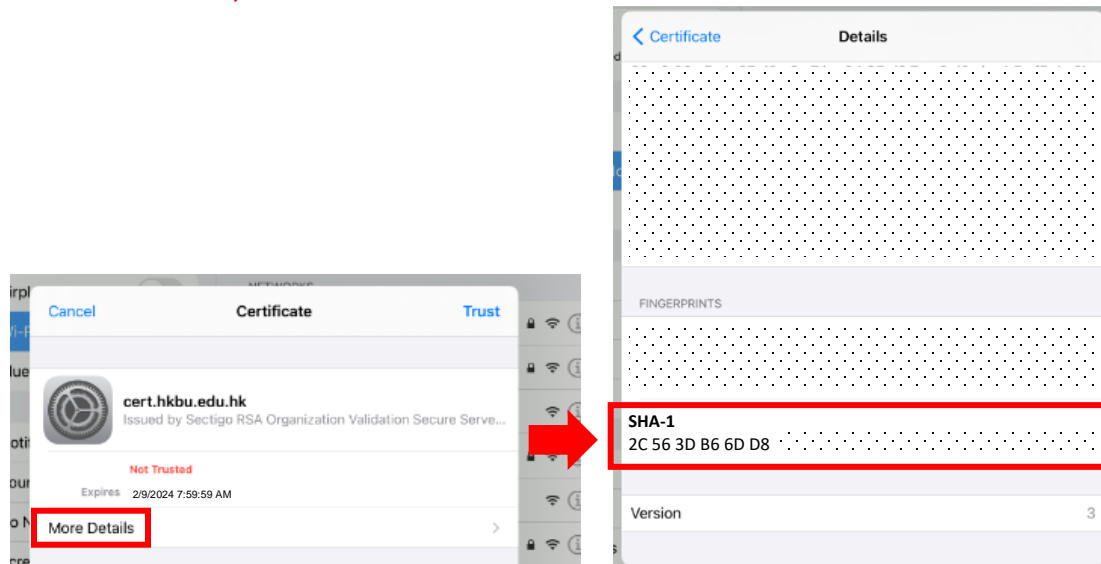 Cancel
Certificate
Trust
cert.hkbu.edu.hk
Issued by Sectigo RSA Organization Validation Secure Serve...
Not Trusted
Expires 2/9/2024 7:59:59 AM
More Details
Certificate
Details
FINGERPRINTS
SHA-1
2C 56 3D B6 6D D8
Version 3